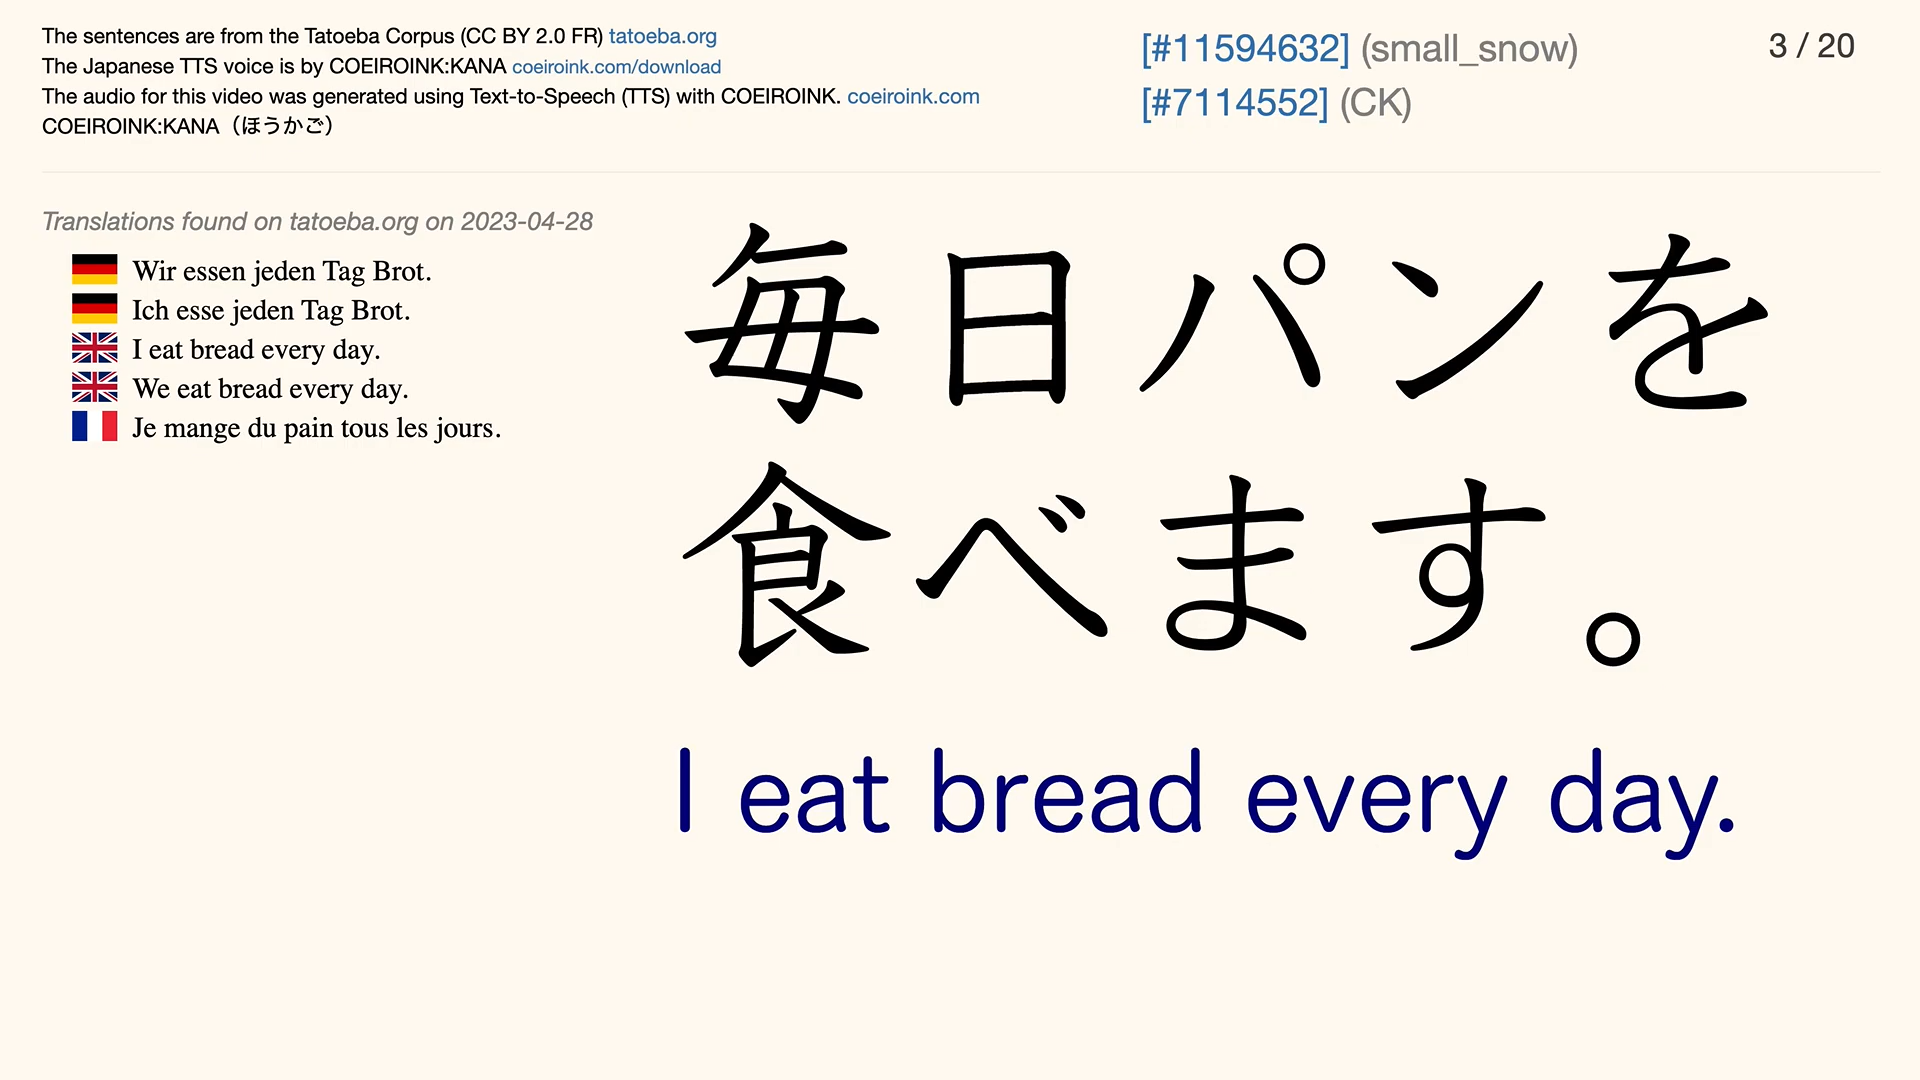 The sentences are from the Tatoeba Corpus (CC BY 2.0 FR) tatoeba.org
The Japanese TTS voice is by COEIROINK:KANA coeiroink.com/download
The audio for this video was generated using Text-to-Speech (TTS) with COEIROINK. coeiroink.com
COEIROINK:KANA（ほうかご）
[#11594632] (small_snow)
[#7114552] (CK)
3 / 20
Translations found on tatoeba.org on 2023-04-28
Wir essen jeden Tag Brot.
Ich esse jeden Tag Brot.
I eat bread every day.
We eat bread every day.
Je mange du pain tous les jours.
毎日パンを
食べます。
I eat bread every day.